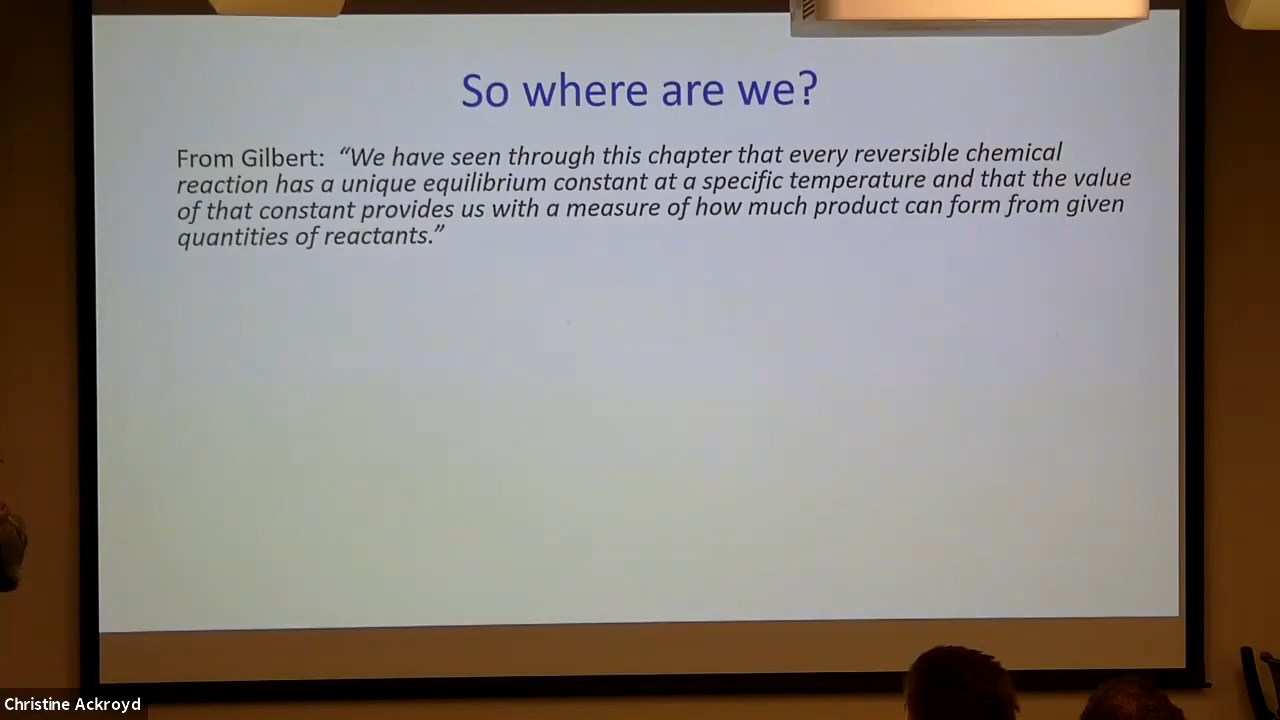 So where are we?
From Gilbert: “We have seen through this chapter that every reversible chemical
reaction has a unique equilibrium constant at a specific temperature and that the value
of that constant provides us with a measure of how much product can form from given
quantities of reactants.”
Christine Ackroyd